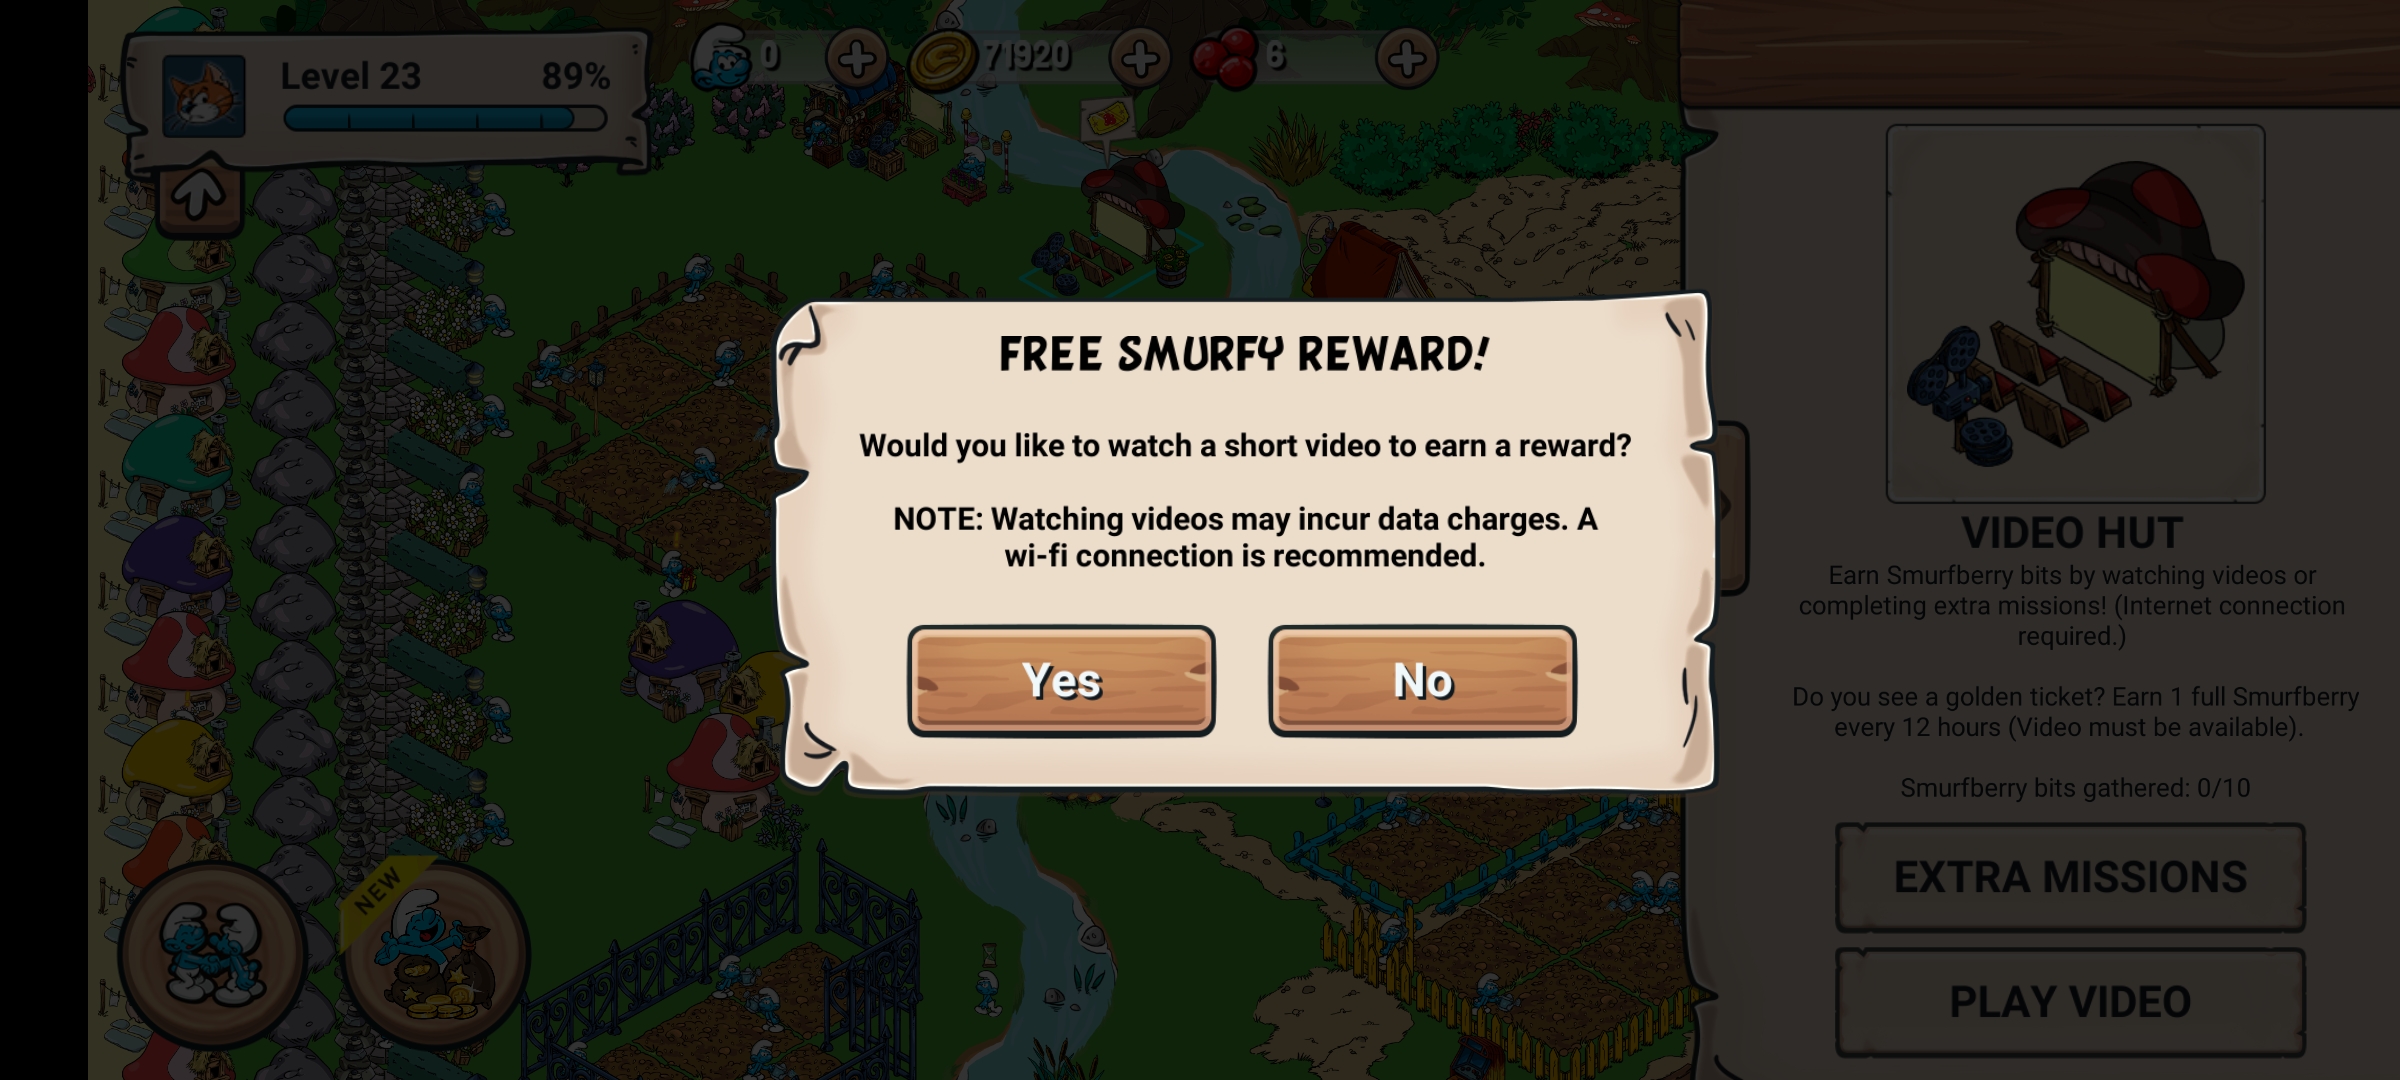 Level 23
89%
0
71920
6
FREE SMURFY REWARD!
Would you like to watch a short video to earn a reward?
NOTE: Watching videos may incur data charges. A
wi-fi connection is recommended.
Yes
No
VIDEO HUT
Earn Smurfberry bits by watching videos or
completing extra missions! (Internet connection
required.)
Do you see a golden ticket? Earn 1 full Smurfberry
every 12 hours (Video must be available).
Smurfberry bits gathered: 0/10
EXTRA MISSIONS
PLAY VIDEO
NEW